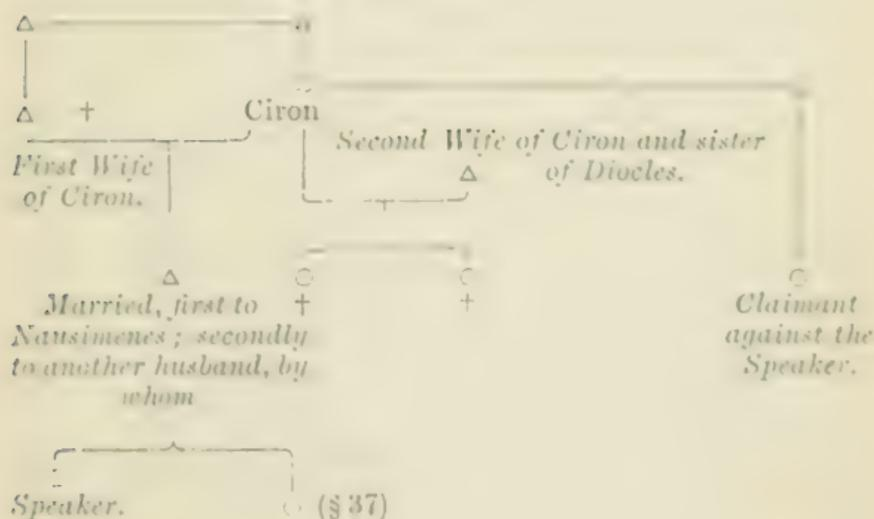 Ciron
Second Wife of Ciron and sister
of Diocles.
First Wife
of Ciron.
Married, first to
Nausimenes; secondly
to another husband, by
whom
Claimant
against the
Speaker.
Speaker.
(§ 37)